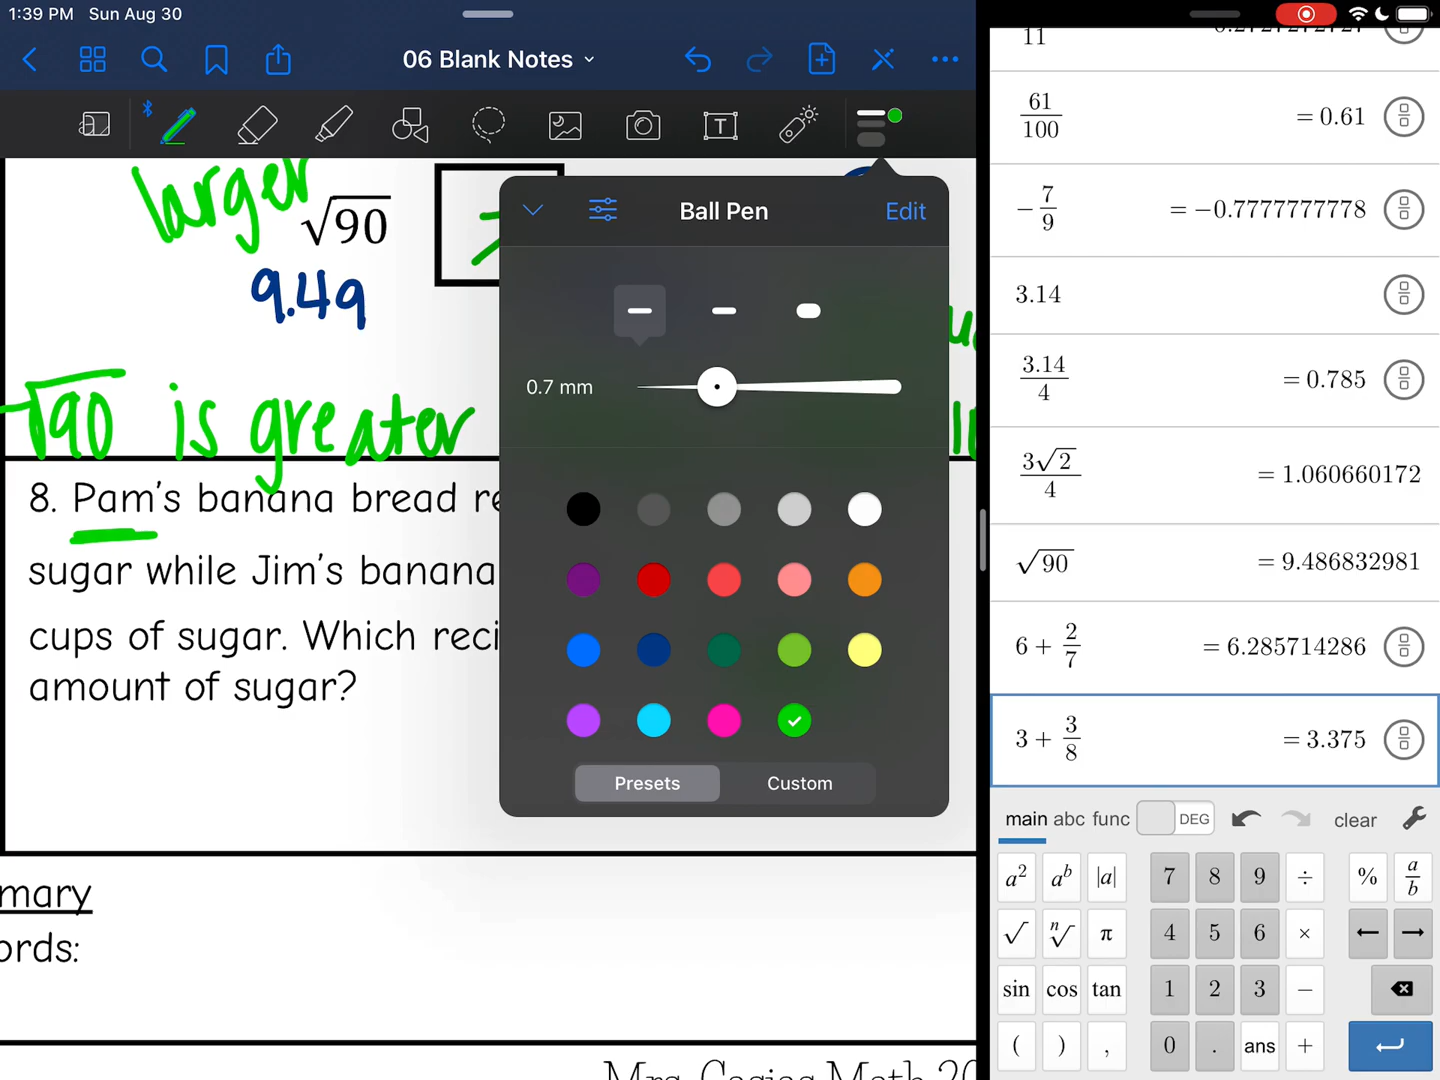 1:39 PM Sun Aug 30
06 Blank Notes
T
larger
√90
9.49
√90 is greater
8. Pam's banana bread re
sugar while Jim's banana
cups of sugar. Which reci
amount of sugar?
mary
ords:
Ball Pen
Edit
0.7 mm
Presets Custom
11
61/100 = 0.61
-7/9 = -0.7777777778
3.14
3.14/4 = 0.785
3√2/4 = 1.060660172
√90 = 9.486832981
6 + 2/7 = 6.285714286
3 + 3/8 = 3.375
main abc func DEG clear
a² aᵇ |a| 7 8 9 ÷ % a/b
√ ⁿ√ π 4 5 6 × ← →
sin cos tan 1 2 3 −
( ) , 0 . ans +